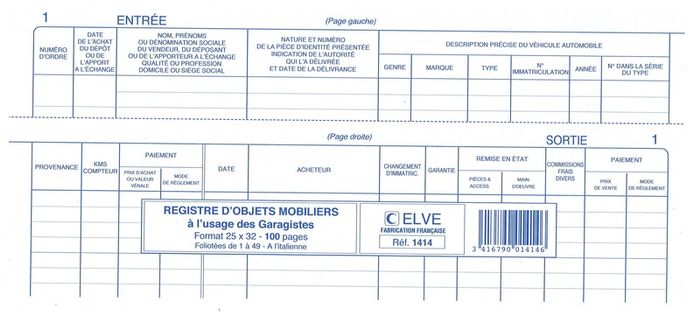 1 ENTRÉE (Page gauche)
NUMÉRO
D'ORDRE
DATE
DE L'ACHAT
DU DÉPÔT
OU DE
L'APPORT
A L'ÉCHANGE
NOM, PRÉNOMS
OU DÉNOMINATION SOCIALE
DU VENDEUR, DU DÉPOSANT
OU DE L'APPORTEUR A L'ÉCHANGE
QUALITÉ OU PROFESSION
DOMICILE OU SIÈGE SOCIAL
NATURE ET NUMÉRO
DE LA PIÈCE D'IDENTITÉ PRÉSENTÉE
INDICATION DE L'AUTORITÉ
QUI L'A DÉLIVRÉE
ET DATE DE LA DÉLIVRANCE
DESCRIPTION PRÉCISE DU VÉHICULE AUTOMOBILE
GENRE
MARQUE
TYPE
N°
IMMATRICULATION
ANNÉE
N° DANS LA SÉRIE
DU TYPE
(Page droite) SORTIE 1
PROVENANCE
KMS
COMPTEUR
PAIEMENT
PRIX D'ACHAT
OU VALEUR
VÉNALE
MODE
DE RÈGLEMENT
DATE
ACHETEUR
CHANGEMENT
D'IMMATRIC.
GARANTIE
REMISE EN ÉTAT
PIÈCES &
ACCESS.
MAIN-
D'ŒUVRE
COMMISSIONS
FRAIS
DIVERS
PAIEMENT
PRIX
DE VENTE
MODE
DE RÈGLEMENT
REGISTRE D'OBJETS MOBILIERS
à l'usage des Garagistes
Format 25 x 32 - 100 pages
Foliotées de 1 à 49 - A l'italienne
ELVE
FABRICATION FRANÇAISE
Réf. 1414
3 416790 014146